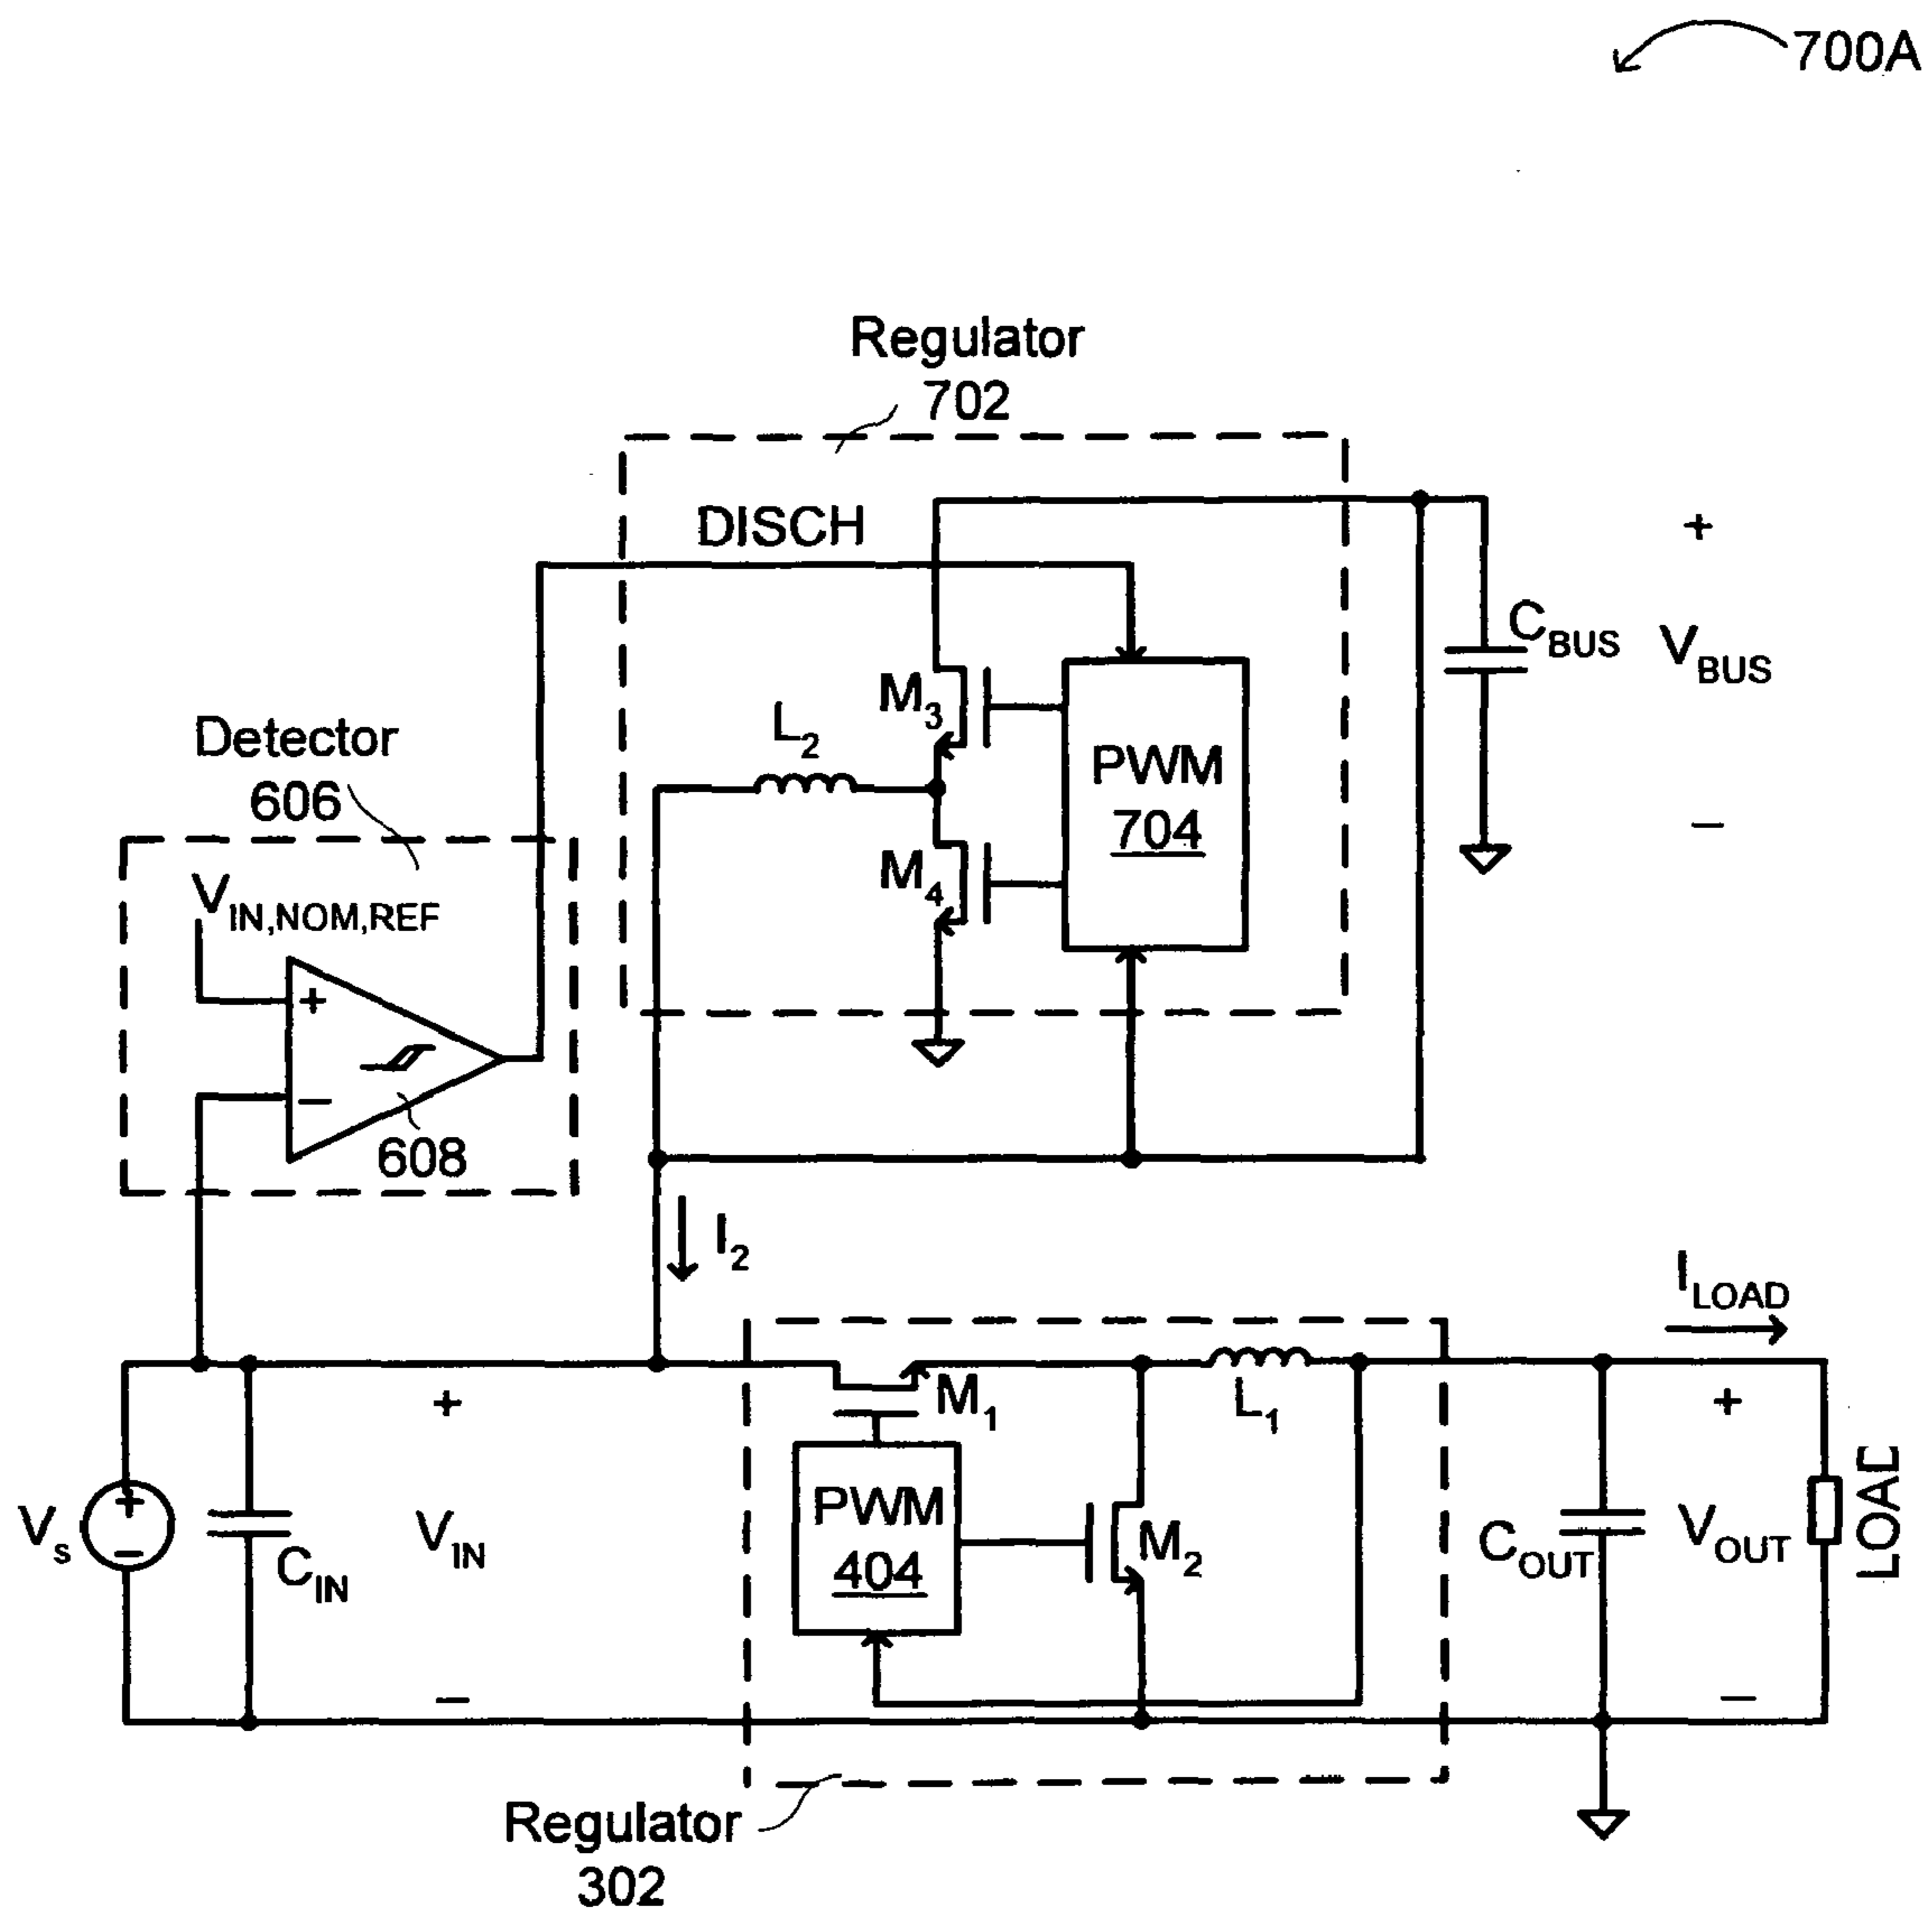 700A
Regulator
702
DISCH
C_BUS
V_BUS
+
−
M_3
L_2
PWM
704
M_4
Detector
606
V_IN,NOM,REF
+
−
608
I_2
I_LOAD
M_1
L_1
+
+
V_S
+
−
C_IN
V_IN
PWM
404
M_2
C_OUT
V_OUT
LOAD
−
−
Regulator
302